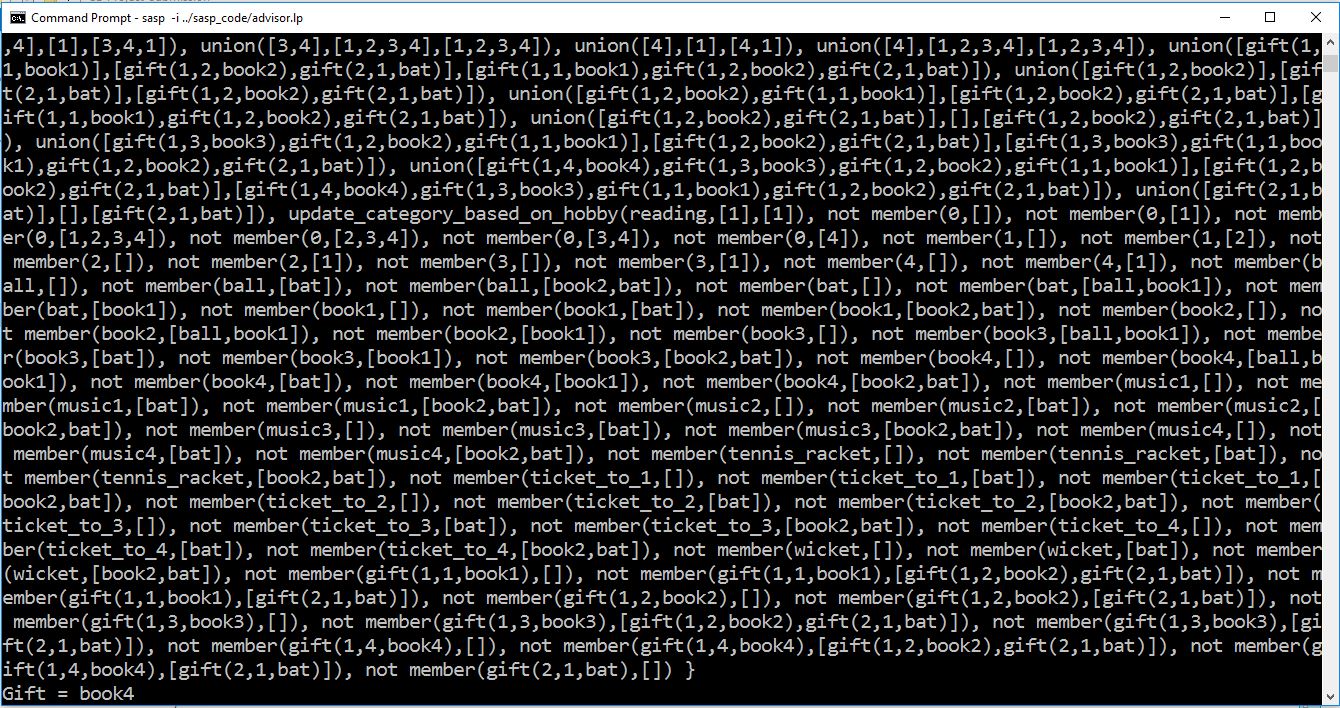 Command Prompt - sasp -i ../sasp_code/advisor.lp
,4],[1],[3,4,1]), union([3,4],[1,2,3,4],[1,2,3,4]), union([4],[1],[4,1]), union([4],[1,2,3,4],[1,2,3,4]), union([gift(1,
1,book1)],[gift(1,2,book2),gift(2,1,bat)],[gift(1,1,book1),gift(1,2,book2),gift(2,1,bat)]), union([gift(1,2,book2)],[gif
t(2,1,bat)],[gift(1,2,book2),gift(2,1,bat)]), union([gift(1,2,book2),gift(1,1,book1)],[gift(1,2,book2),gift(2,1,bat)],[g
ift(1,1,book1),gift(1,2,book2),gift(2,1,bat)]), union([gift(1,2,book2),gift(2,1,bat)],[],[gift(1,2,book2),gift(2,1,bat)]
), union([gift(1,3,book3),gift(1,2,book2),gift(1,1,book1)],[gift(1,2,book2),gift(2,1,bat)],[gift(1,3,book3),gift(1,1,boo
k1),gift(1,2,book2),gift(2,1,bat)]), union([gift(1,4,book4),gift(1,3,book3),gift(1,2,book2),gift(1,1,book1)],[gift(1,2,b
ook2),gift(2,1,bat)],[gift(1,4,book4),gift(1,3,book3),gift(1,1,book1),gift(1,2,book2),gift(2,1,bat)]), union([gift(2,1,b
at)],[],[gift(2,1,bat)]), update_category_based_on_hobby(reading,[1],[1]), not member(0,[]), not member(0,[1]), not memb
er(0,[1,2,3,4]), not member(0,[2,3,4]), not member(0,[3,4]), not member(0,[4]), not member(1,[]), not member(1,[2]), not
member(2,[]), not member(2,[1]), not member(3,[]), not member(3,[1]), not member(4,[]), not member(4,[1]), not member(b
all,[]), not member(ball,[bat]), not member(ball,[book2,bat]), not member(bat,[]), not member(bat,[ball,book1]), not mem
ber(bat,[book1]), not member(book1,[]), not member(book1,[bat]), not member(book1,[book2,bat]), not member(book2,[]), no
t member(book2,[ball,book1]), not member(book2,[book1]), not member(book3,[]), not member(book3,[ball,book1]), not membe
r(book3,[bat]), not member(book3,[book1]), not member(book3,[book2,bat]), not member(book4,[]), not member(book4,[ball,b
ook1]), not member(book4,[bat]), not member(book4,[book1]), not member(book4,[book2,bat]), not member(music1,[]), not me
mber(music1,[bat]), not member(music1,[book2,bat]), not member(music2,[]), not member(music2,[bat]), not member(music2,[
book2,bat]), not member(music3,[]), not member(music3,[bat]), not member(music3,[book2,bat]), not member(music4,[]), not
member(music4,[bat]), not member(music4,[book2,bat]), not member(tennis_racket,[]), not member(tennis_racket,[bat]), no
t member(tennis_racket,[book2,bat]), not member(ticket_to_1,[]), not member(ticket_to_1,[bat]), not member(ticket_to_1,[
book2,bat]), not member(ticket_to_2,[]), not member(ticket_to_2,[bat]), not member(ticket_to_2,[book2,bat]), not member(
ticket_to_3,[]), not member(ticket_to_3,[bat]), not member(ticket_to_3,[book2,bat]), not member(ticket_to_4,[]), not mem
ber(ticket_to_4,[bat]), not member(ticket_to_4,[book2,bat]), not member(wicket,[]), not member(wicket,[bat]), not member
(wicket,[book2,bat]), not member(gift(1,1,book1),[]), not member(gift(1,1,book1),[gift(1,2,book2),gift(2,1,bat)]), not m
ember(gift(1,1,book1),[gift(2,1,bat)]), not member(gift(1,2,book2),[]), not member(gift(1,2,book2),[gift(2,1,bat)]), not
member(gift(1,3,book3),[]), not member(gift(1,3,book3),[gift(1,2,book2),gift(2,1,bat)]), not member(gift(1,3,book3),[gi
ft(2,1,bat)]), not member(gift(1,4,book4),[]), not member(gift(1,4,book4),[gift(1,2,book2),gift(2,1,bat)]), not member(g
ift(1,4,book4),[gift(2,1,bat)]), not member(gift(2,1,bat),[]) }
Gift = book4